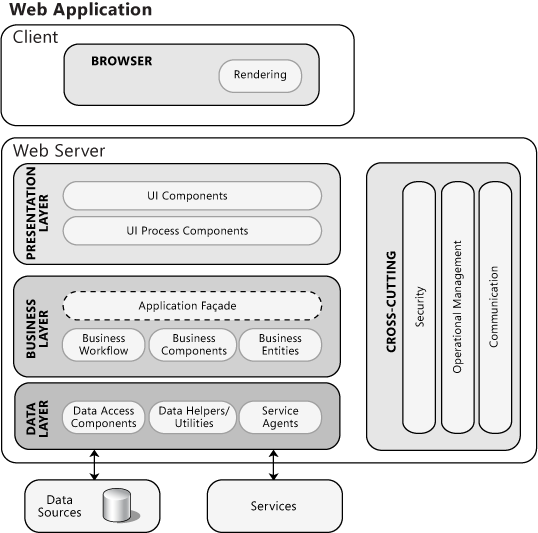 Web Application
Client
BROWSER
Rendering
Web Server
PRESENTATION
LAYER
UI Components
UI Process Components
BUSINESS
LAYER
Application Façade
Business
Workflow
Business
Components
Business
Entities
DATA
LAYER
Data Access
Components
Data Helpers/
Utilities
Service
Agents
CROSS-CUTTING
Security
Operational Management
Communication
Data
Sources
Services